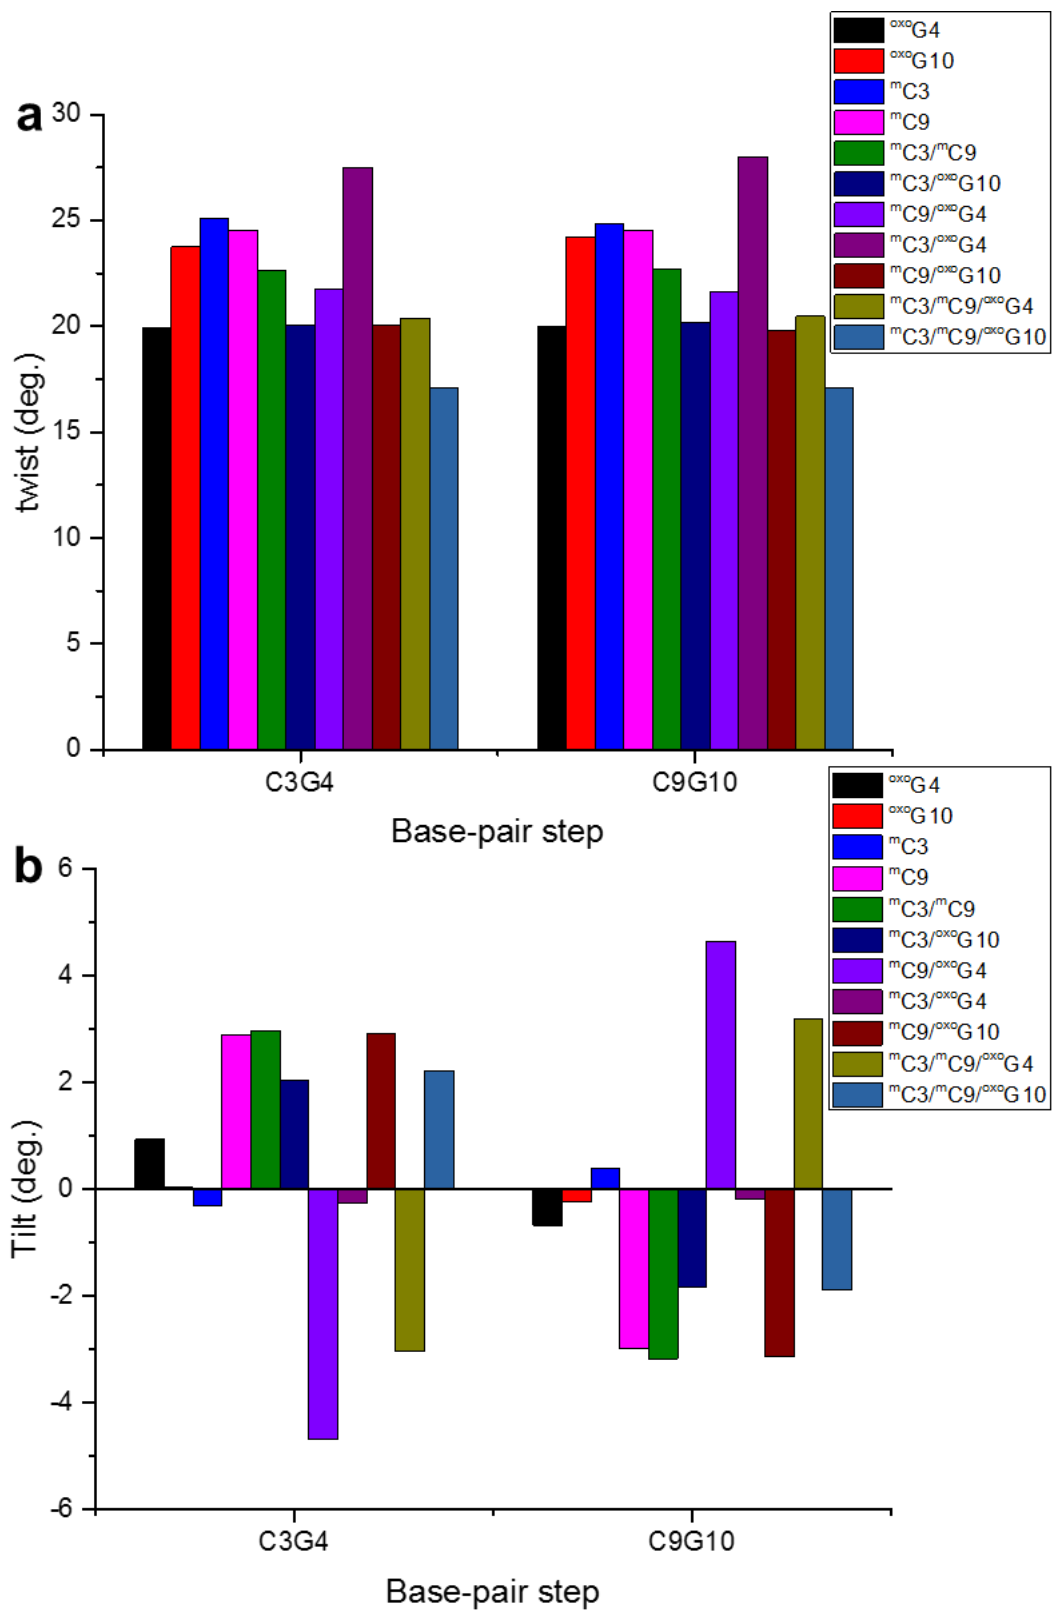 a
twist (deg.)
30
25
20
15
10
5
0
C3G4
C9G10
Base-pair step
oxoG4
oxoG10
mC3
mC9
mC3/mC9
mC3/oxoG10
mC9/oxoG4
mC3/oxoG4
mC9/oxoG10
mC3/mC9/oxoG4
mC3/mC9/oxoG10
b
Tilt (deg.)
6
4
2
0
-2
-4
-6
C3G4
C9G10
Base-pair step
oxoG4
oxoG10
mC3
mC9
mC3/mC9
mC3/oxoG10
mC9/oxoG4
mC3/oxoG4
mC9/oxoG10
mC3/mC9/oxoG4
mC3/mC9/oxoG10